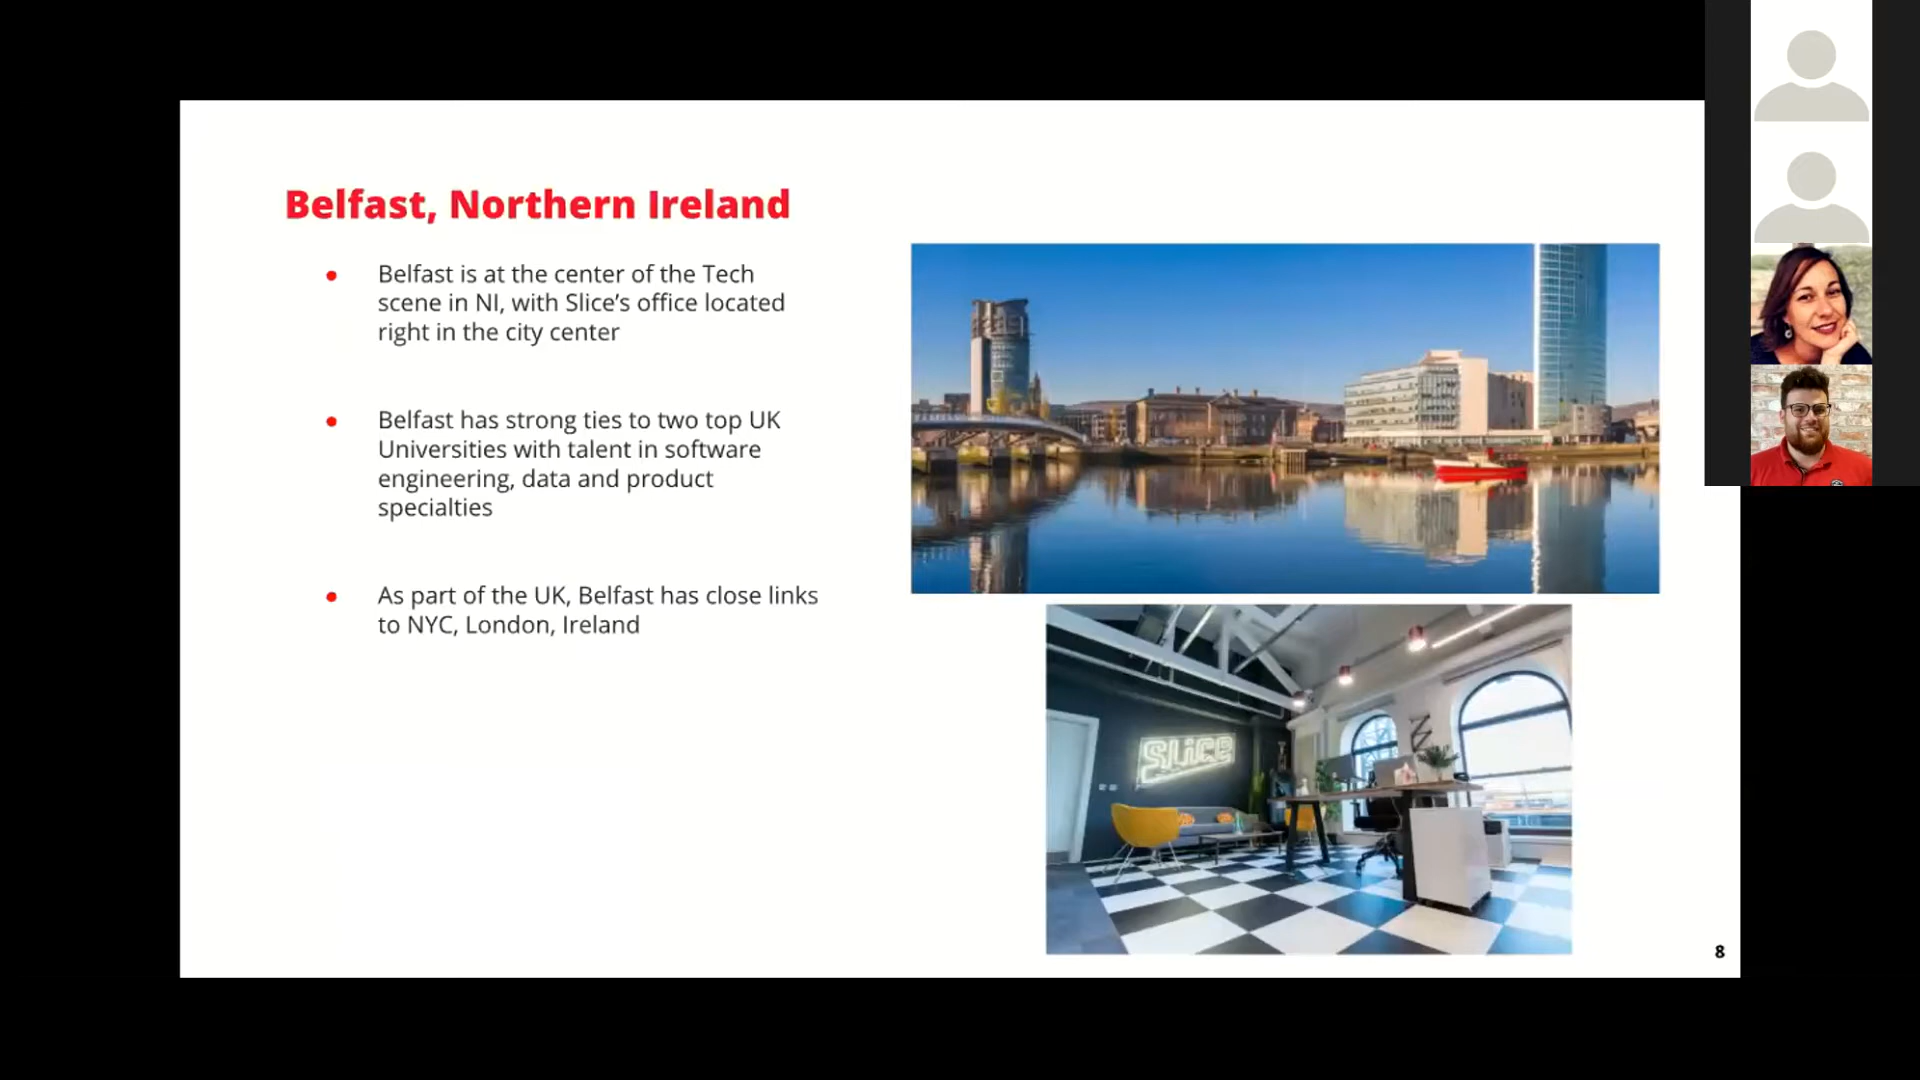 Belfast, Northern Ireland
● Belfast is at the center of the Tech
scene in NI, with Slice’s office located
right in the city center
● Belfast has strong ties to two top UK
Universities with talent in software
engineering, data and product
specialties
● As part of the UK, Belfast has close links
to NYC, London, Ireland
SLiCE
8